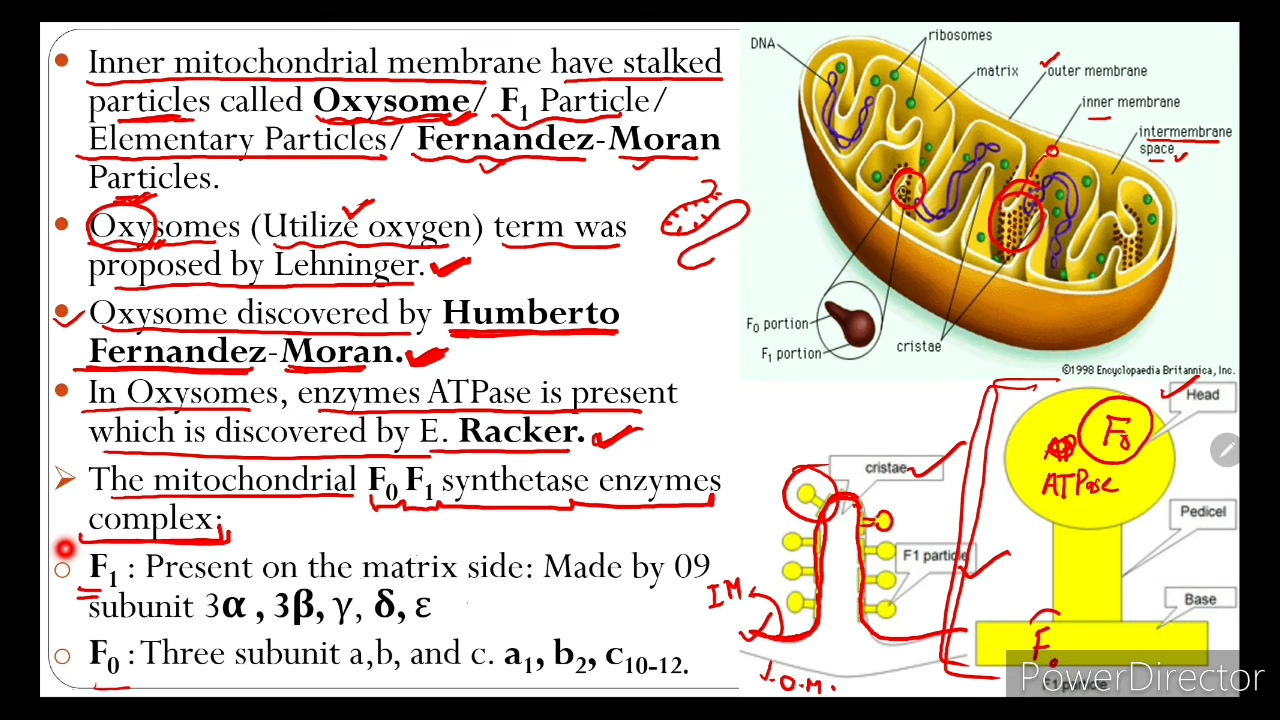 • Inner mitochondrial membrane have stalked
particles called Oxysome/ F₁ Particle/
Elementary Particles/ Fernandez-Moran
Particles.
• Oxysomes (Utilize oxygen) term was
proposed by Lehninger.
• Oxysome discovered by Humberto
Fernandez-Moran.
• In Oxysomes, enzymes ATPase is present
which is discovered by E. Racker.
➢ The mitochondrial F₀ F₁ synthetase enzymes
complex:
○ F₁ : Present on the matrix side: Made by 09
subunit 3α , 3β, γ, δ, ε
○ F₀ : Three subunit a,b, and c. a₁, b₂, c₁₀₋₁₂.
DNA
ribosomes
matrix
outer membrane
inner membrane
intermembrane
space
F₀ portion
F₁ portion
cristae
©1998 Encyclopaedia Britannica, Inc.
cristae
F1 particle
IM
O.M.
Head
F₀
ATPase
Pedicel
Base
F₀
F1 particle
PowerDirector